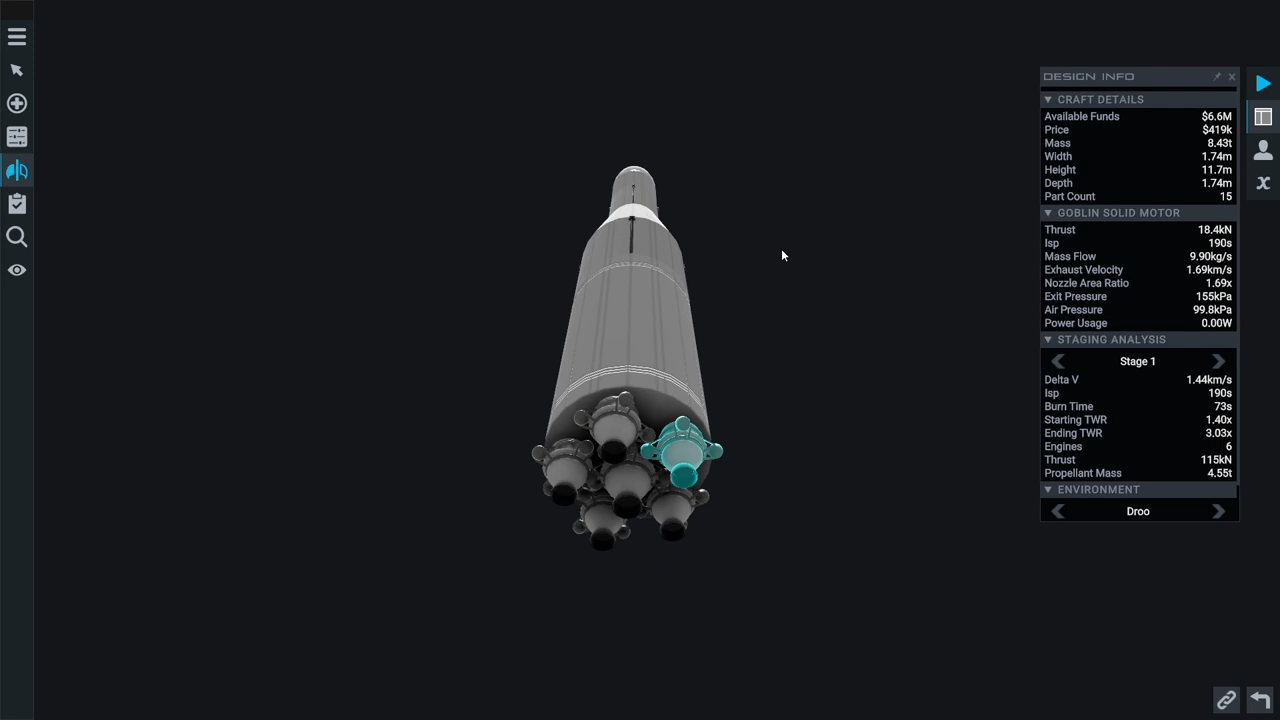 DESIGN INFO
CRAFT DETAILS
Available Funds $6.6M
Price $419k
Mass 8.43t
Width 1.74m
Height 11.7m
Depth 1.74m
Part Count 15
GOBLIN SOLID MOTOR
Thrust 18.4kN
Isp 190s
Mass Flow 9.90kg/s
Exhaust Velocity 1.69km/s
Nozzle Area Ratio 1.69x
Exit Pressure 155kPa
Air Pressure 99.8kPa
Power Usage 0.00W
STAGING ANALYSIS
Stage 1
Delta V 1.44km/s
Isp 190s
Burn Time 73s
Starting TWR 1.40x
Ending TWR 3.03x
Engines 6
Thrust 115kN
Propellant Mass 4.55t
ENVIRONMENT
Droo